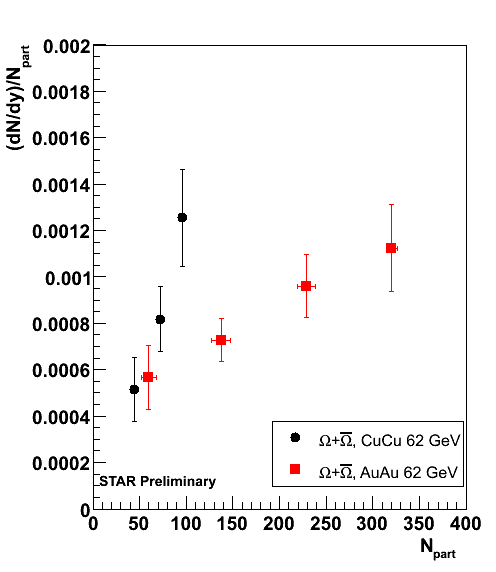 (dN/dy)/N_part
0.002
0.0018
0.0016
0.0014
0.0012
0.001
0.0008
0.0006
0.0004
0.0002
0
STAR Preliminary
Ω+Ω̅, CuCu 62 GeV
Ω+Ω̅, AuAu 62 GeV
0 50 100 150 200 250 300 350 400
N_part